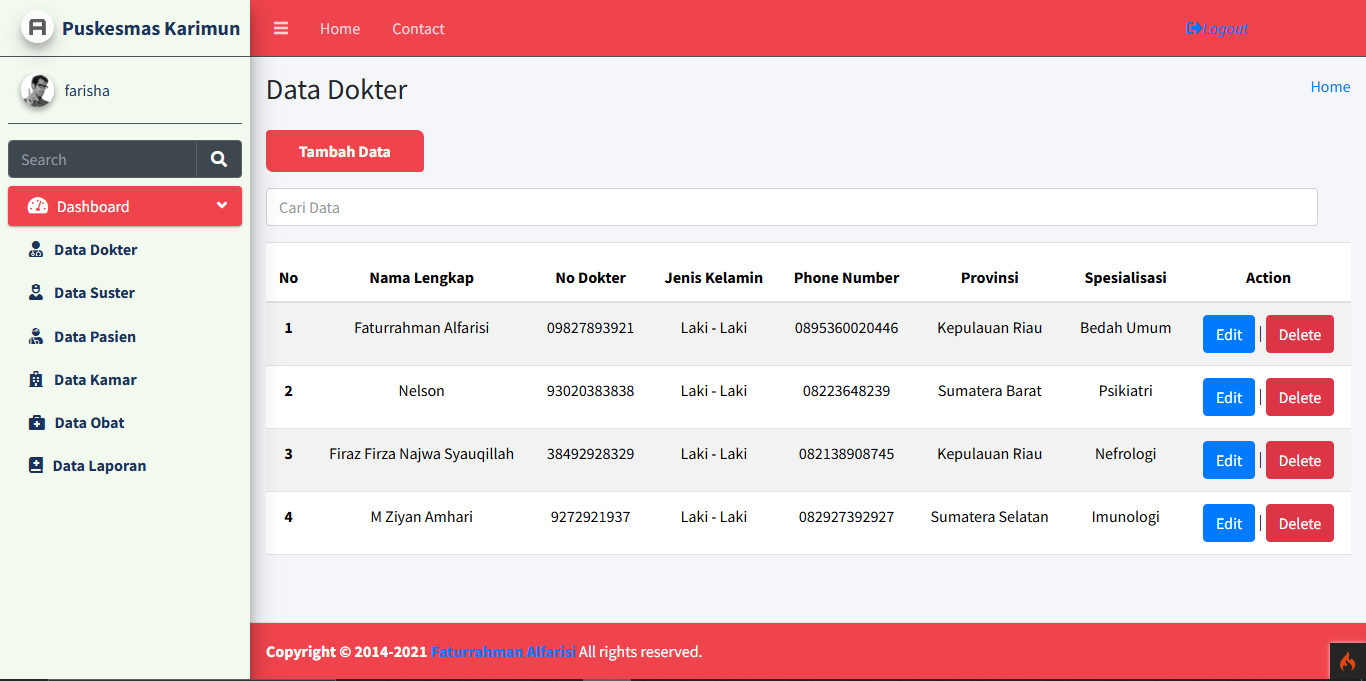 Puskesmas Karimun
Home Contact Logout
farisha
Data Dokter Home
Search
Tambah Data
Dashboard
Cari Data
Data Dokter
Data Suster
Data Pasien
Data Kamar
Data Obat
Data Laporan
No Nama Lengkap No Dokter Jenis Kelamin Phone Number Provinsi Spesialisasi Action
1 Faturrahman Alfarisi 09827893921 Laki - Laki 0895360020446 Kepulauan Riau Bedah Umum Edit | Delete
2 Nelson 93020383838 Laki - Laki 08223648239 Sumatera Barat Psikiatri Edit | Delete
3 Firaz Firza Najwa Syauqillah 38492928329 Laki - Laki 082138908745 Kepulauan Riau Nefrologi Edit | Delete
4 M Ziyan Amhari 9272921937 Laki - Laki 082927392927 Sumatera Selatan Imunologi Edit | Delete
Copyright © 2014-2021 Faturrahman Alfarisi All rights reserved.